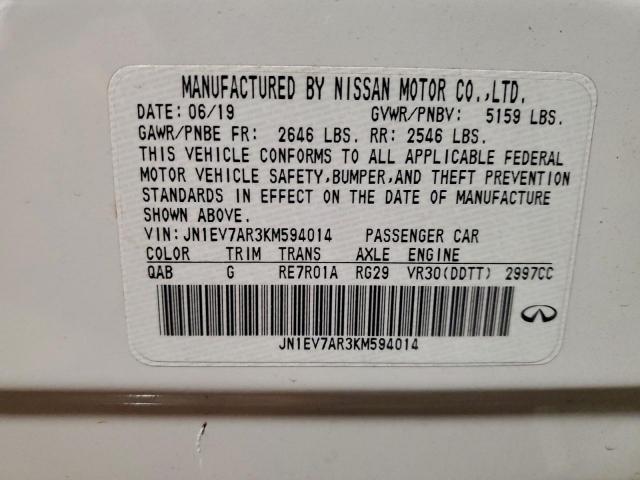 MANUFACTURED BY NISSAN MOTOR CO.,LTD.
DATE: 06/19 GVWR/PNBV: 5159 LBS.
GAWR/PNBE FR: 2646 LBS. RR: 2546 LBS.
THIS VEHICLE CONFORMS TO ALL APPLICABLE FEDERAL
MOTOR VEHICLE SAFETY,BUMPER,AND THEFT PREVENTION
STANDARDS IN EFFECT ON THE DATE OF MANUFACTURE
SHOWN ABOVE.
VIN: JN1EV7AR3KM594014 PASSENGER CAR
COLOR TRIM TRANS AXLE ENGINE
QAB G RE7R01A RG29 VR30(DDTT) 2997CC
JN1EV7AR3KM594014